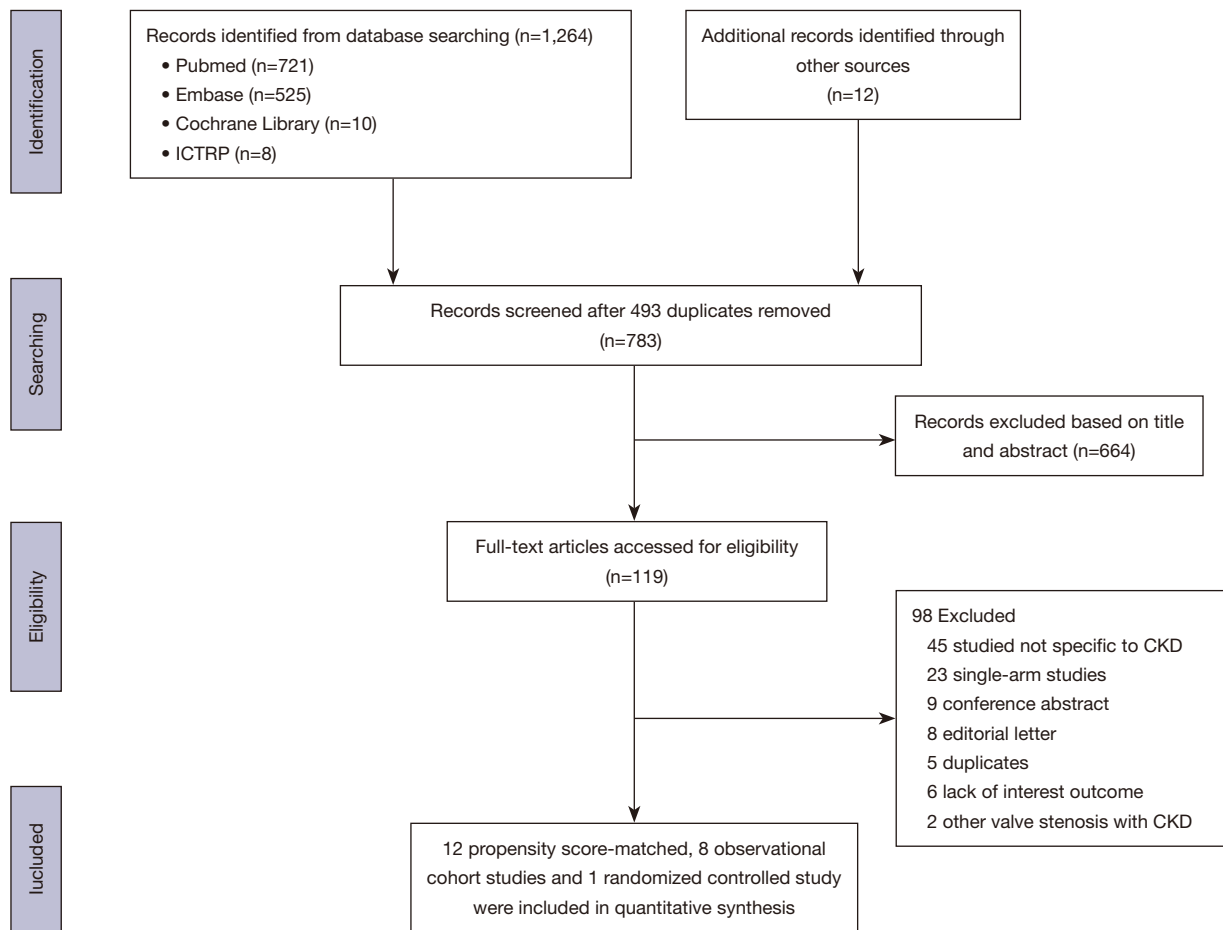 Identification
Records identified from database searching (n=1,264)
• Pubmed (n=721)
• Embase (n=525)
• Cochrane Library (n=10)
• ICTRP (n=8)
Additional records identified through
other sources
(n=12)
Searching
Records screened after 493 duplicates removed
(n=783)
Records excluded based on title
and abstract (n=664)
Eligibility
Full-text articles accessed for eligibility
(n=119)
98 Excluded
45 studied not specific to CKD
23 single-arm studies
9 conference abstract
8 editorial letter
5 duplicates
6 lack of interest outcome
2 other valve stenosis with CKD
Iucluded
12 propensity score-matched, 8 observational
cohort studies and 1 randomized controlled study
were included in quantitative synthesis